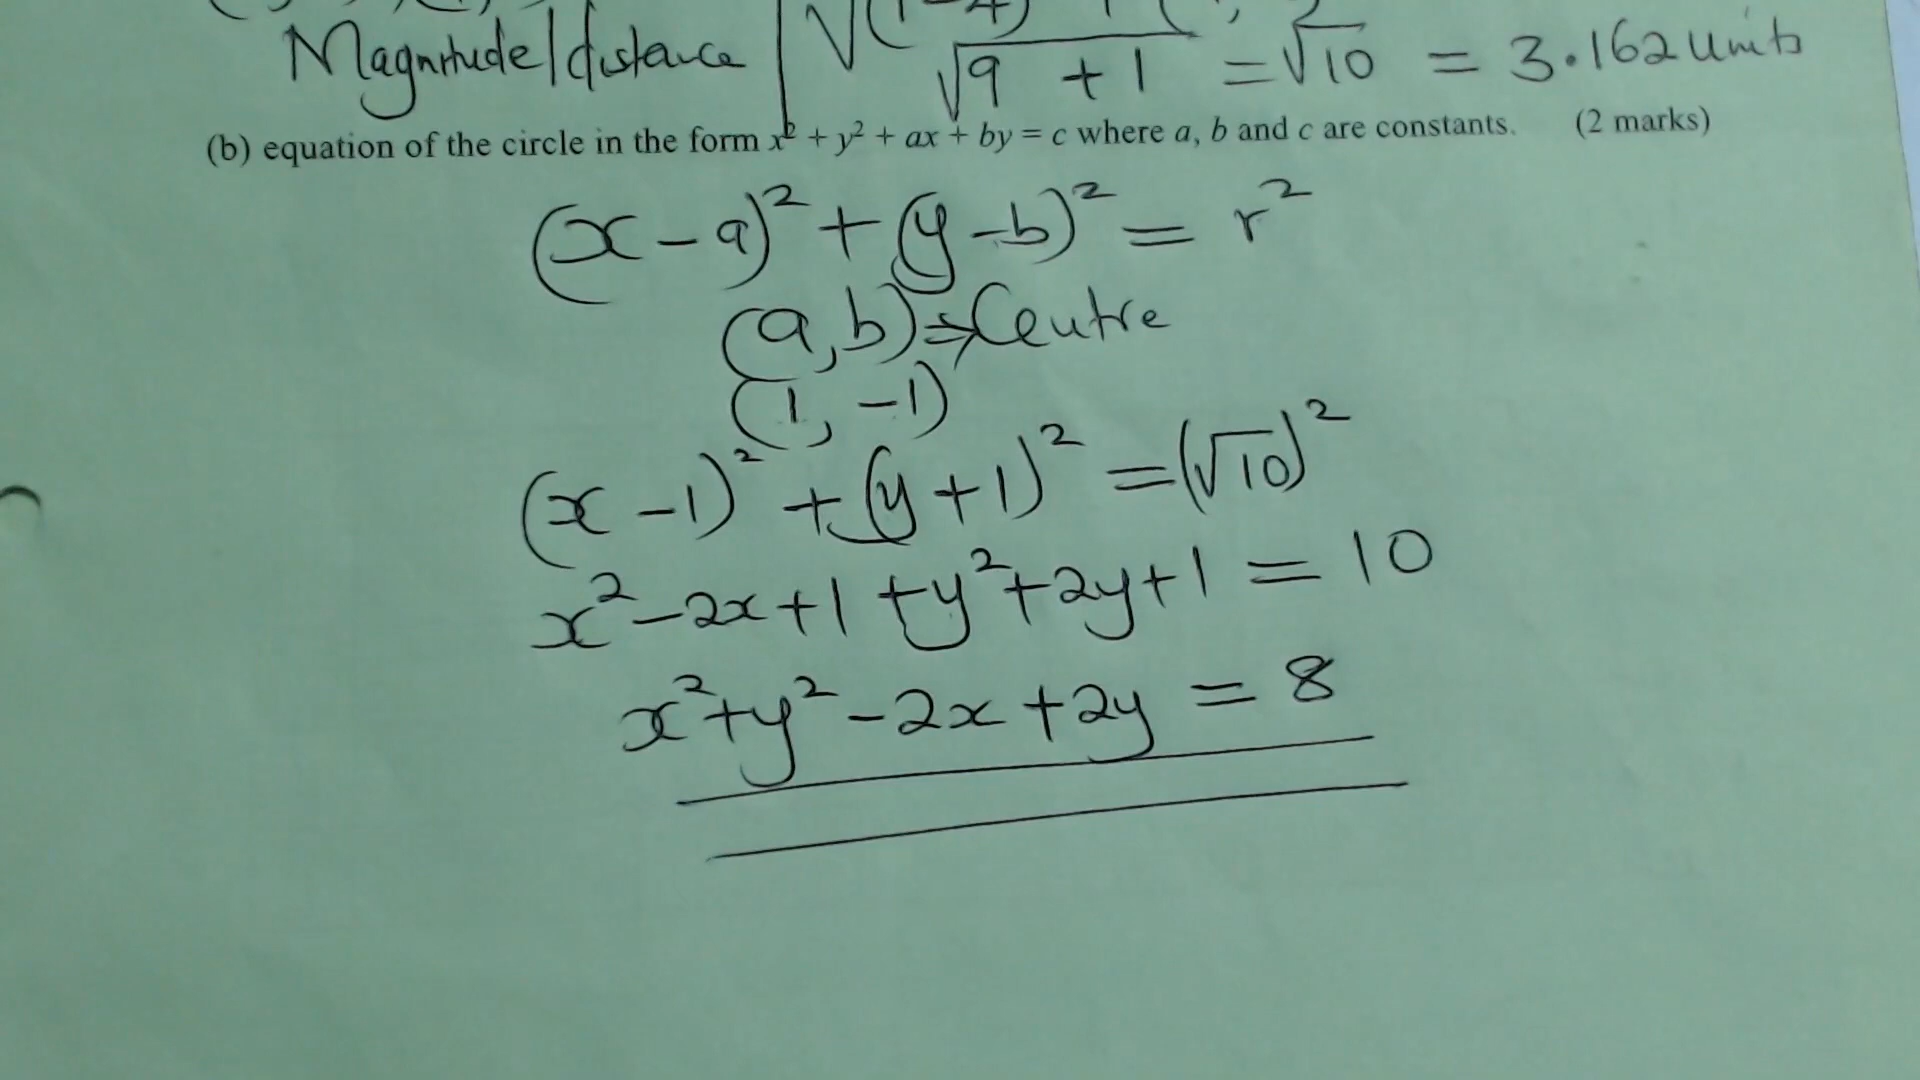 Magnitude/distance √(1-4)
√9 + 1 = √10 = 3.162 units
(b) equation of the circle in the form x² + y² + ax + by = c where a, b and c are constants. (2 marks)
(x - a)² + (y - b)² = r²
(a, b) ⇒ Centre
(1, -1)
(x - 1)² + (y + 1)² = (√10)²
x² - 2x + 1 + y² + 2y + 1 = 10
x² + y² - 2x + 2y = 8